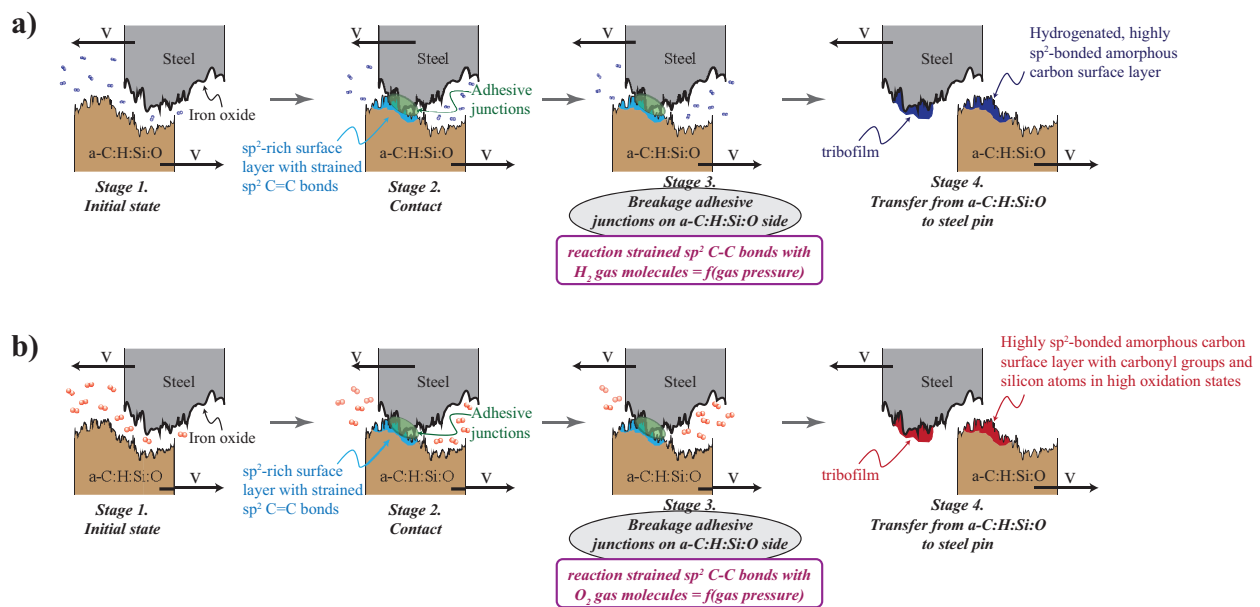 a)
V
Steel
Iron oxide
a-C:H:Si:O
V
Stage 1.
Initial state
Steel
Adhesive
junctions
sp²-rich surface
layer with strained
sp² C=C bonds
a-C:H:Si:O
V
Stage 2.
Contact
Steel
a-C:H:Si:O
Stage 3.
Breakage adhesive
junctions on a-C:H:Si:O side
reaction strained sp² C-C bonds with
H₂ gas molecules = f(gas pressure)
V
Steel
Hydrogenated, highly
sp²-bonded amorphous
carbon surface layer
tribofilm
a-C:H:Si:O
V
Stage 4.
Transfer from a-C:H:Si:O
to steel pin
b)
V
Steel
Iron oxide
a-C:H:Si:O
V
Stage 1.
Initial state
V
Steel
Adhesive
junctions
sp²-rich surface
layer with strained
sp² C=C bonds
a-C:H:Si:O
V
Stage 2.
Contact
V
Steel
a-C:H:Si:O
V
Stage 3.
Breakage adhesive
junctions on a-C:H:Si:O side
reaction strained sp² C-C bonds with
O₂ gas molecules = f(gas pressure)
V
Steel
Highly sp²-bonded amorphous carbon
surface layer with carbonyl groups and
silicon atoms in high oxidation states
tribofilm
a-C:H:Si:O
V
Stage 4.
Transfer from a-C:H:Si:O
to steel pin